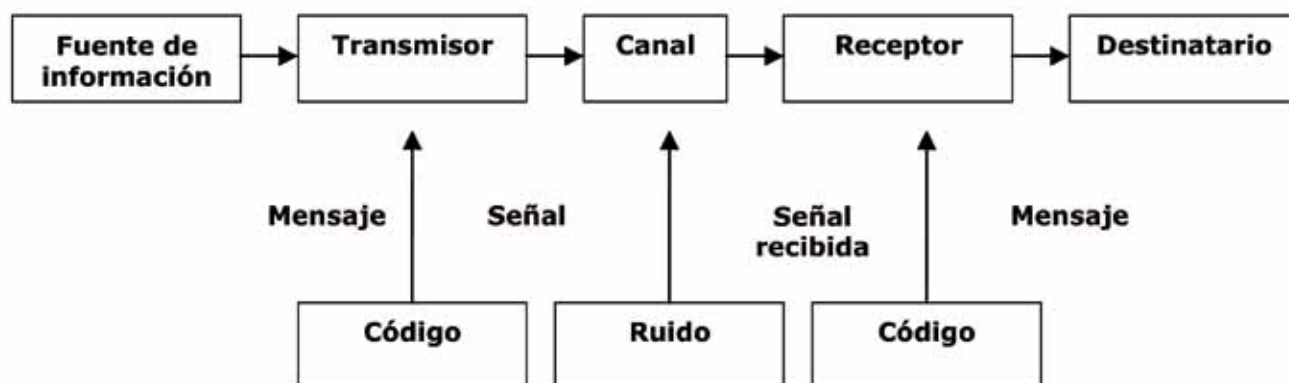 Fuente de
información
Transmisor
Canal
Receptor
Destinatario
Mensaje
Señal
Señal
recibida
Mensaje
Código
Ruido
Código